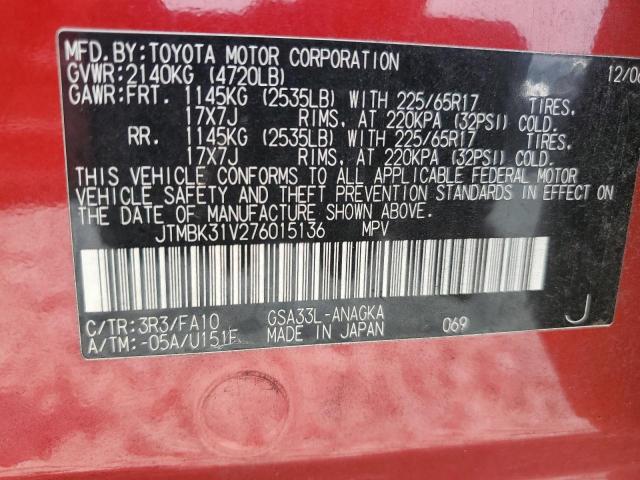 MFD.BY:TOYOTA MOTOR CORPORATION 12/06
GVWR:2140KG (4720LB)
GAWR:FRT. 1145KG (2535LB) WITH 225/65R17 TIRES.
17X7J RIMS. AT 220KPA (32PSI) COLD.
RR. 1145KG (2535LB) WITH 225/65R17 TIRES.
17X7J RIMS. AT 220KPA (32PSI) COLD.
THIS VEHICLE CONFORMS TO ALL APPLICABLE FEDERAL MOTOR
VEHICLE SAFETY AND THEFT PREVENTION STANDARDS IN EFFECT ON
THE DATE OF MANUFACTURE SHOWN ABOVE.
JTMBK31V276015136 MPV
C/TR:3R3/FA10 GSA33L-ANAGKA
A/TM:-05A/U151F MADE IN JAPAN 069 J